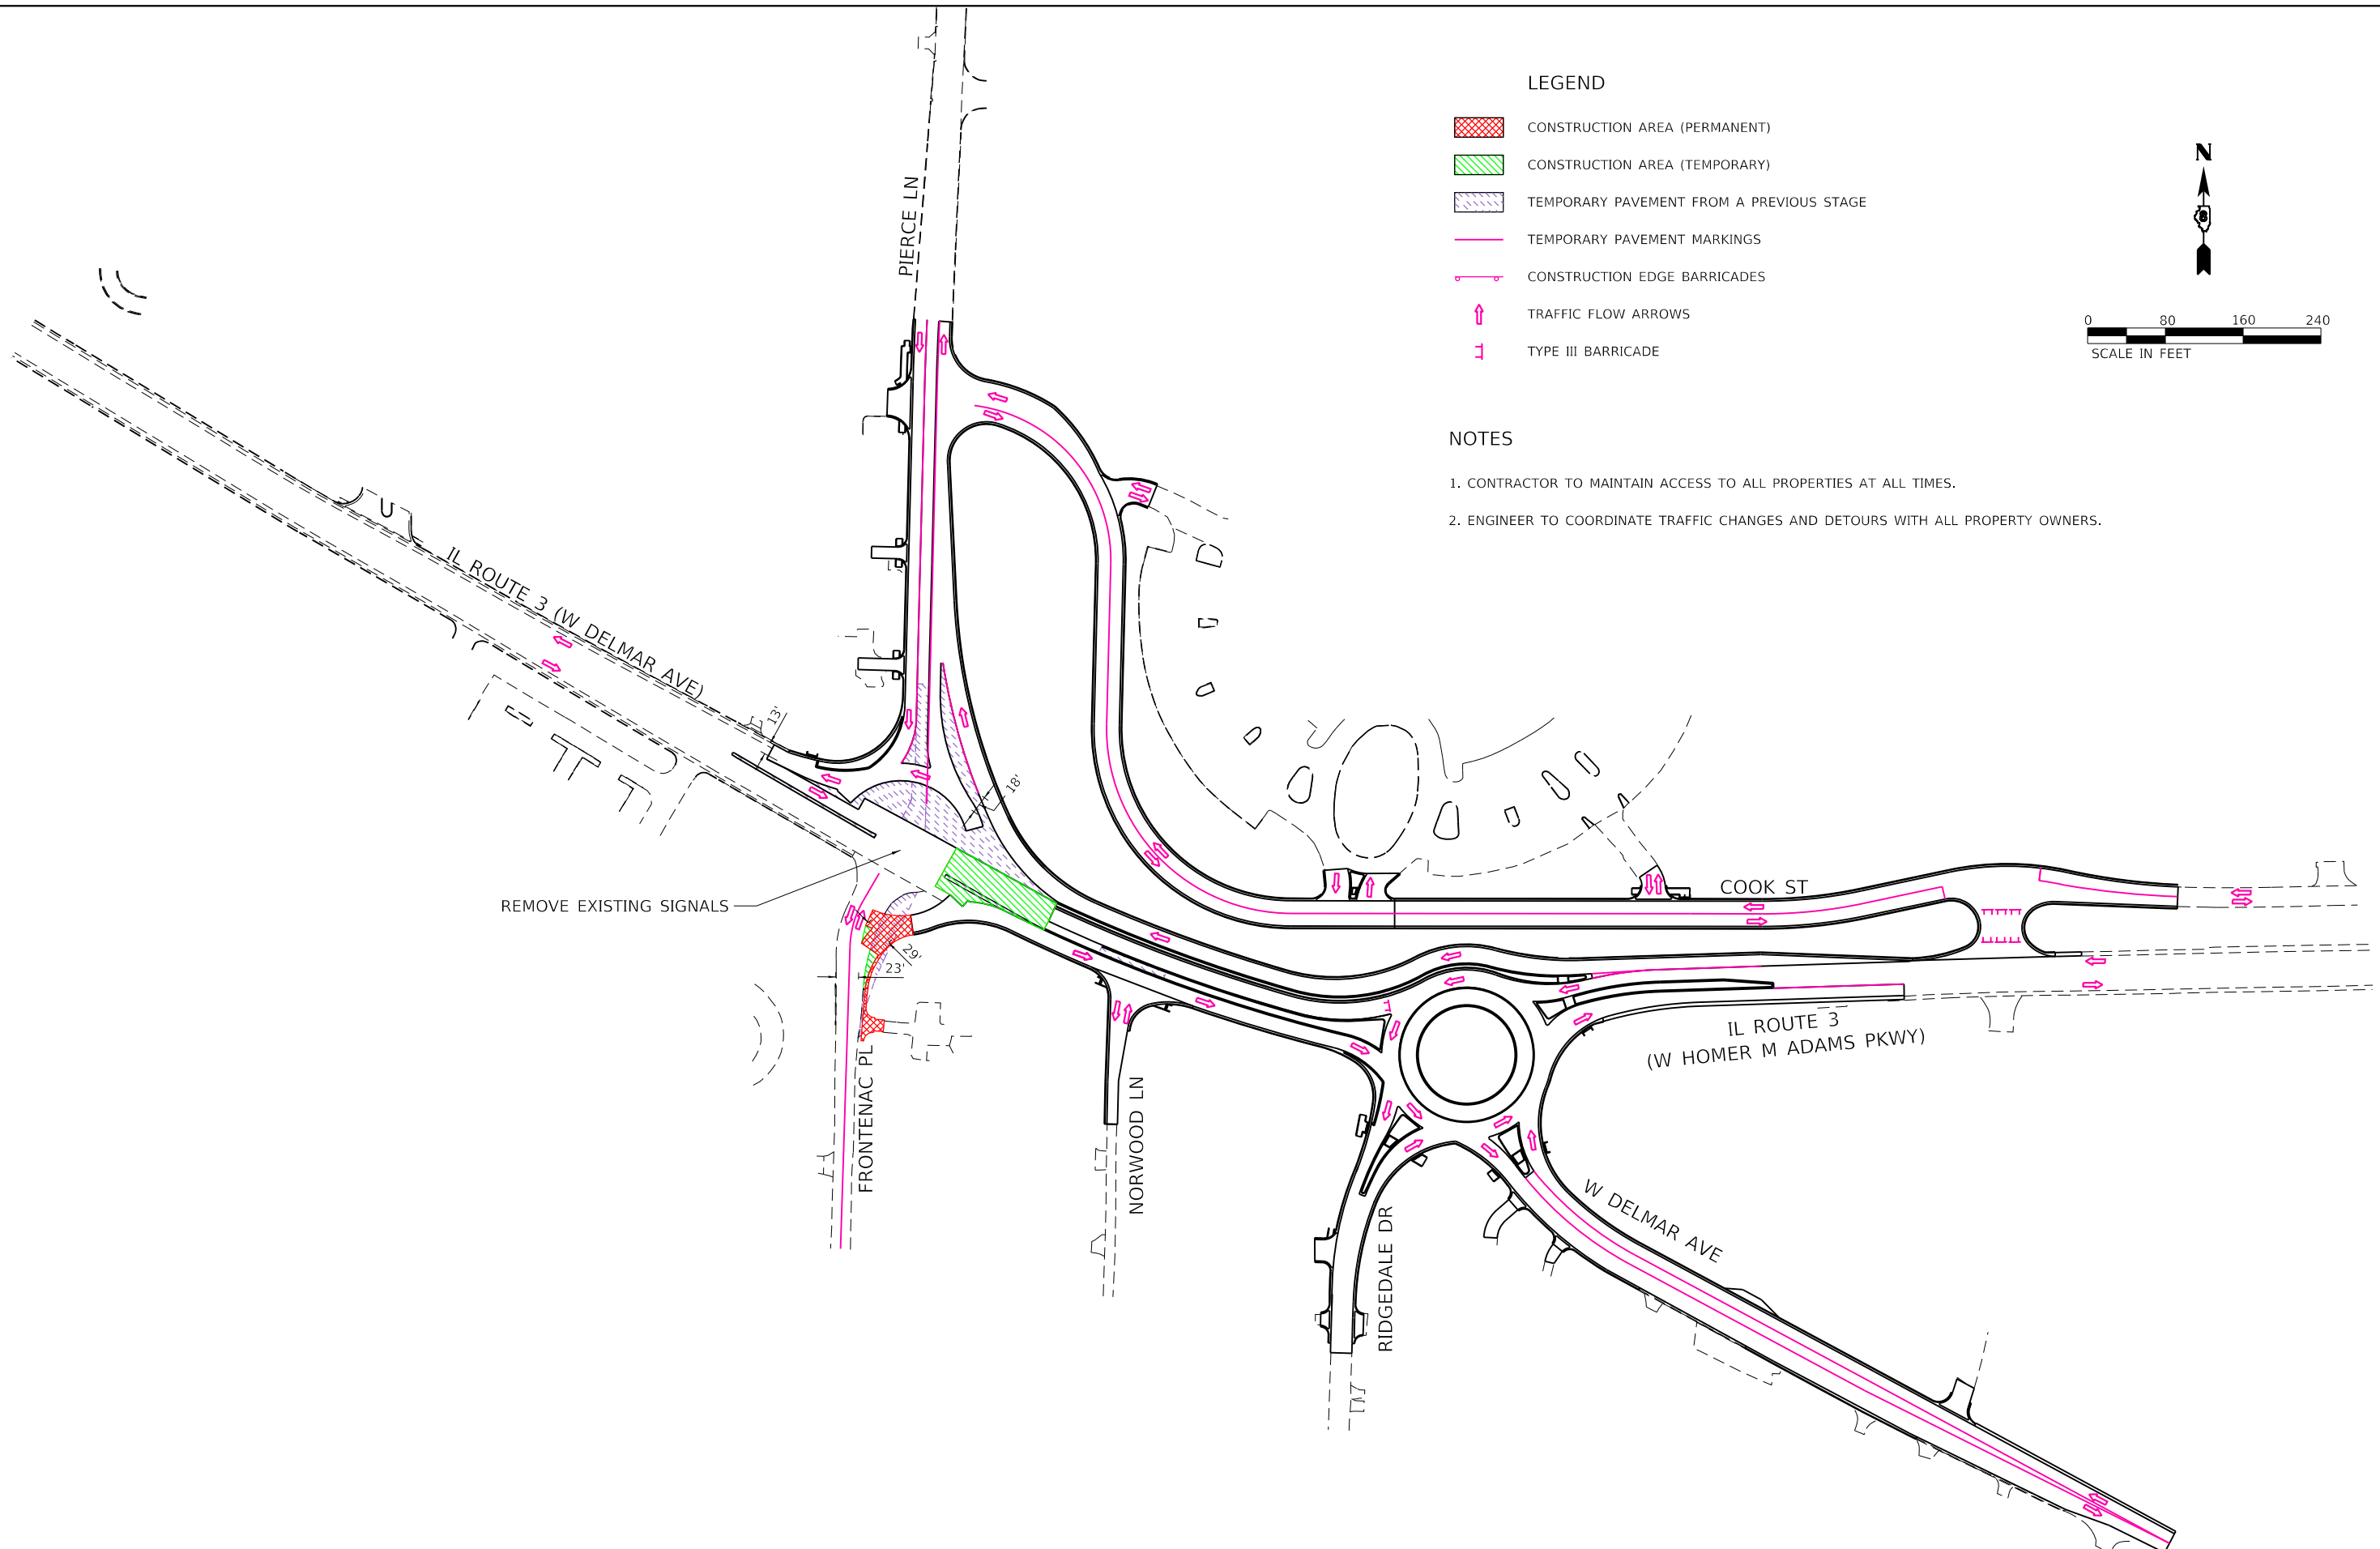 LEGEND
CONSTRUCTION AREA (PERMANENT)
CONSTRUCTION AREA (TEMPORARY)
TEMPORARY PAVEMENT FROM A PREVIOUS STAGE
TEMPORARY PAVEMENT MARKINGS
CONSTRUCTION EDGE BARRICADES
TRAFFIC FLOW ARROWS
TYPE III BARRICADE
N
0 80 160 240
SCALE IN FEET
NOTES
1. CONTRACTOR TO MAINTAIN ACCESS TO ALL PROPERTIES AT ALL TIMES.
2. ENGINEER TO COORDINATE TRAFFIC CHANGES AND DETOURS WITH ALL PROPERTY OWNERS.
PIERCE LN
IL ROUTE 3 (W DELMAR AVE)
13'
18'
REMOVE EXISTING SIGNALS
29'
23'
COOK ST
IL ROUTE 3
(W HOMER M ADAMS PKWY)
FRONTENAC PL
NORWOOD LN
RIDGEDALE DR
W DELMAR AVE